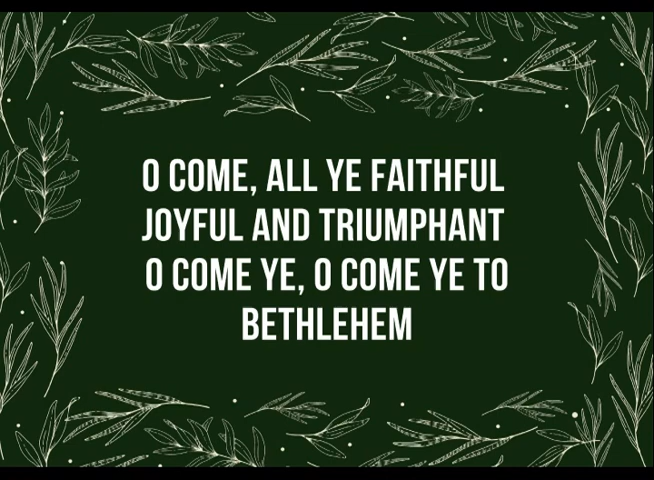 O COME, ALL YE FAITHFUL
JOYFUL AND TRIUMPHANT
O COME YE, O COME YE TO
BETHLEHEM